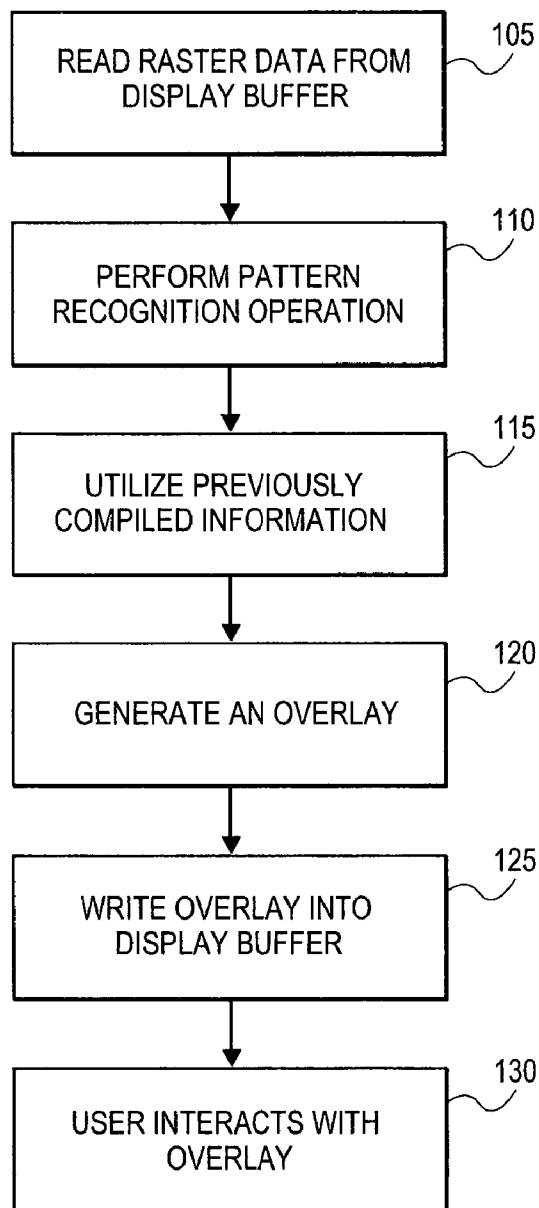 105
READ RASTER DATA FROM
DISPLAY BUFFER
110
PERFORM PATTERN
RECOGNITION OPERATION
115
UTILIZE PREVIOUSLY
COMPILED INFORMATION
120
GENERATE AN OVERLAY
125
WRITE OVERLAY INTO
DISPLAY BUFFER
130
USER INTERACTS WITH
OVERLAY